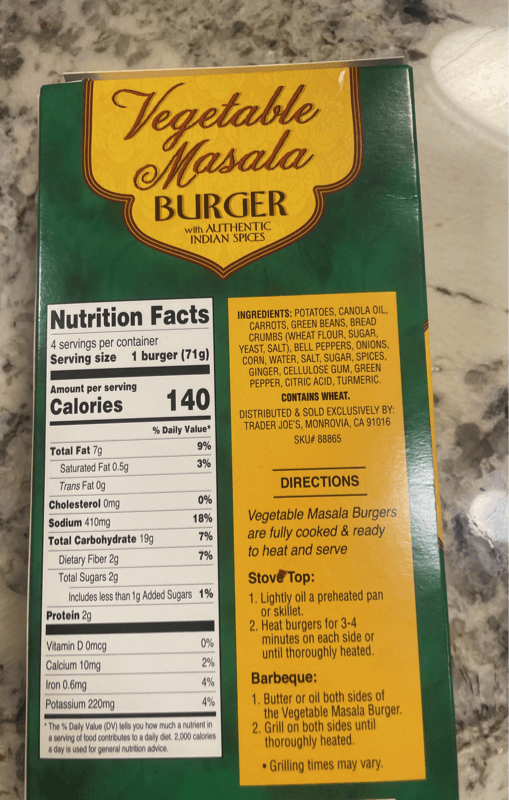 Vegetable
Masala
BURGER
with AUTHENTIC
INDIAN SPICES
Nutrition Facts
4 servings per container
Serving size 1 burger (71g)
Amount per serving
Calories 140
% Daily Value*
Total Fat 7g 9%
Saturated Fat 0.5g 3%
Trans Fat 0g
Cholesterol 0mg 0%
Sodium 410mg 18%
Total Carbohydrate 19g 7%
Dietary Fiber 2g 7%
Total Sugars 2g
Includes less than 1g Added Sugars 1%
Protein 2g
Vitamin D 0mcg 0%
Calcium 10mg 2%
Iron 0.6mg 4%
Potassium 220mg 4%
* The % Daily Value (DV) tells you how much a nutrient in
a serving of food contributes to a daily diet. 2,000 calories
a day is used for general nutrition advice.
INGREDIENTS: POTATOES, CANOLA OIL,
CARROTS, GREEN BEANS, BREAD
CRUMBS (WHEAT FLOUR, SUGAR,
YEAST, SALT), BELL PEPPERS, ONIONS,
CORN, WATER, SALT, SUGAR, SPICES,
GINGER, CELLULOSE GUM, GREEN
PEPPER, CITRIC ACID, TURMERIC.
CONTAINS WHEAT.
DISTRIBUTED & SOLD EXCLUSIVELY BY:
TRADER JOE'S, MONROVIA, CA 91016
SKU# 88865
DIRECTIONS
Vegetable Masala Burgers
are fully cooked & ready
to heat and serve
Stove Top:
1. Lightly oil a preheated pan
or skillet.
2. Heat burgers for 3-4
minutes on each side or
until thoroughly heated.
Barbeque:
1. Butter or oil both sides of
the Vegetable Masala Burger.
2. Grill on both sides until
thoroughly heated.
• Grilling times may vary.